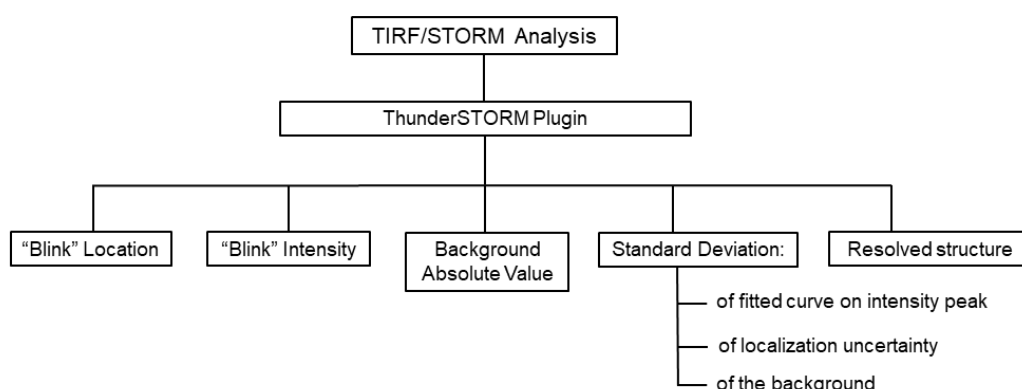 TIRF/STORM Analysis
ThunderSTORM Plugin
“Blink” Location
“Blink” Intensity
Background
Absolute Value
Standard Deviation:
Resolved structure
of fitted curve on intensity peak
of localization uncertainty
of the background